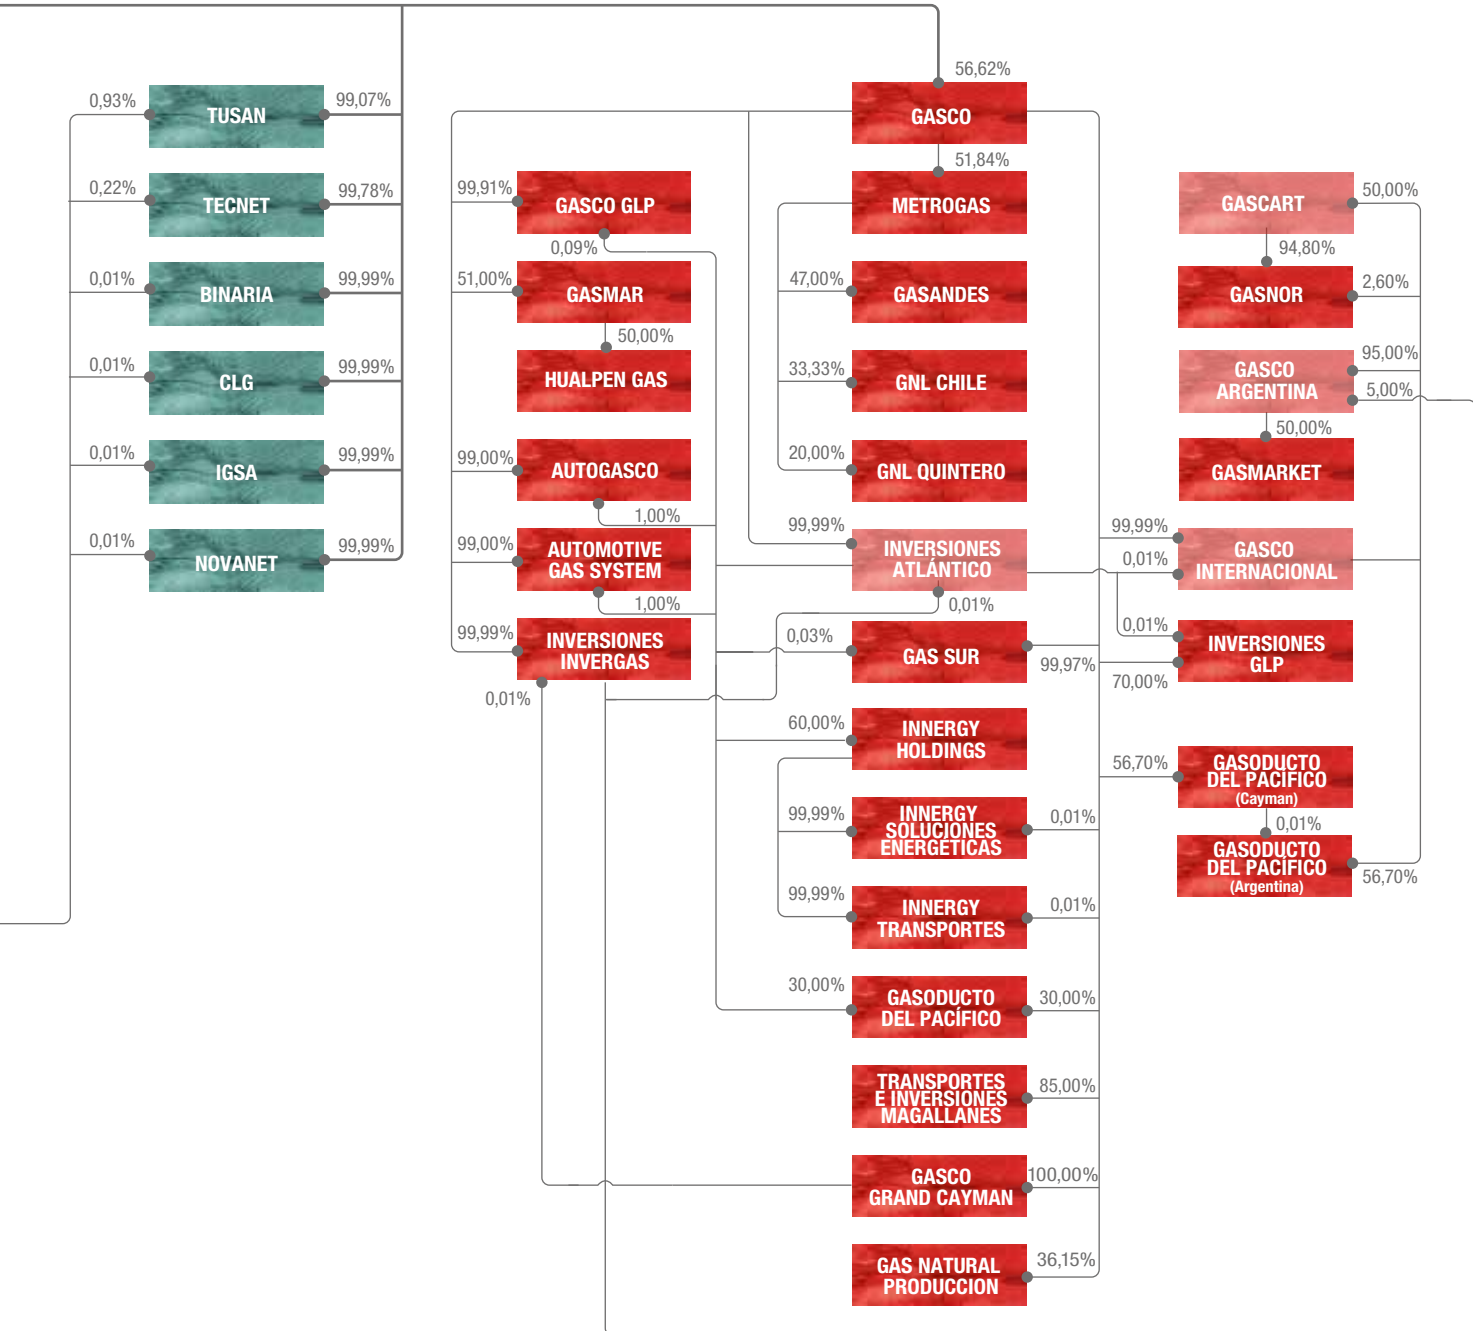 56,62%
0,93%
TUSAN
99,07%
GASCO
51,84%
0,22%
TECNET
99,78%
99,91%
GASCO GLP
0,09%
METROGAS
GASCART
50,00%
94,80%
0,01%
BINARIA
99,99%
51,00%
GASMAR
50,00%
47,00%
GASANDES
GASNOR
2,60%
0,01%
CLG
99,99%
HUALPEN GAS
33,33%
GNL CHILE
GASCO
ARGENTINA
95,00%
5,00%
50,00%
0,01%
IGSA
99,99%
99,00%
AUTOGASCO
1,00%
20,00%
GNL QUINTERO
GASMARKET
0,01%
NOVANET
99,99%
99,00%
AUTOMOTIVE
GAS SYSTEM
1,00%
99,99%
INVERSIONES
ATLÁNTICO
0,01%
99,99%
0,01%
GASCO
INTERNACIONAL
99,99%
INVERSIONES
INVERGAS
0,01%
0,03%
GAS SUR
99,97%
0,01%
70,00%
INVERSIONES
GLP
60,00%
INNERGY
HOLDINGS
56,70%
GASODUCTO
DEL PACÍFICO
(Cayman)
0,01%
99,99%
INNERGY
SOLUCIONES
ENERGÉTICAS
0,01%
GASODUCTO
DEL PACÍFICO
(Argentina)
56,70%
99,99%
INNERGY
TRANSPORTES
0,01%
30,00%
GASODUCTO
DEL PACÍFICO
30,00%
TRANSPORTES
E INVERSIONES
MAGALLANES
85,00%
GASCO
GRAND CAYMAN
100,00%
GAS NATURAL
PRODUCCION
36,15%